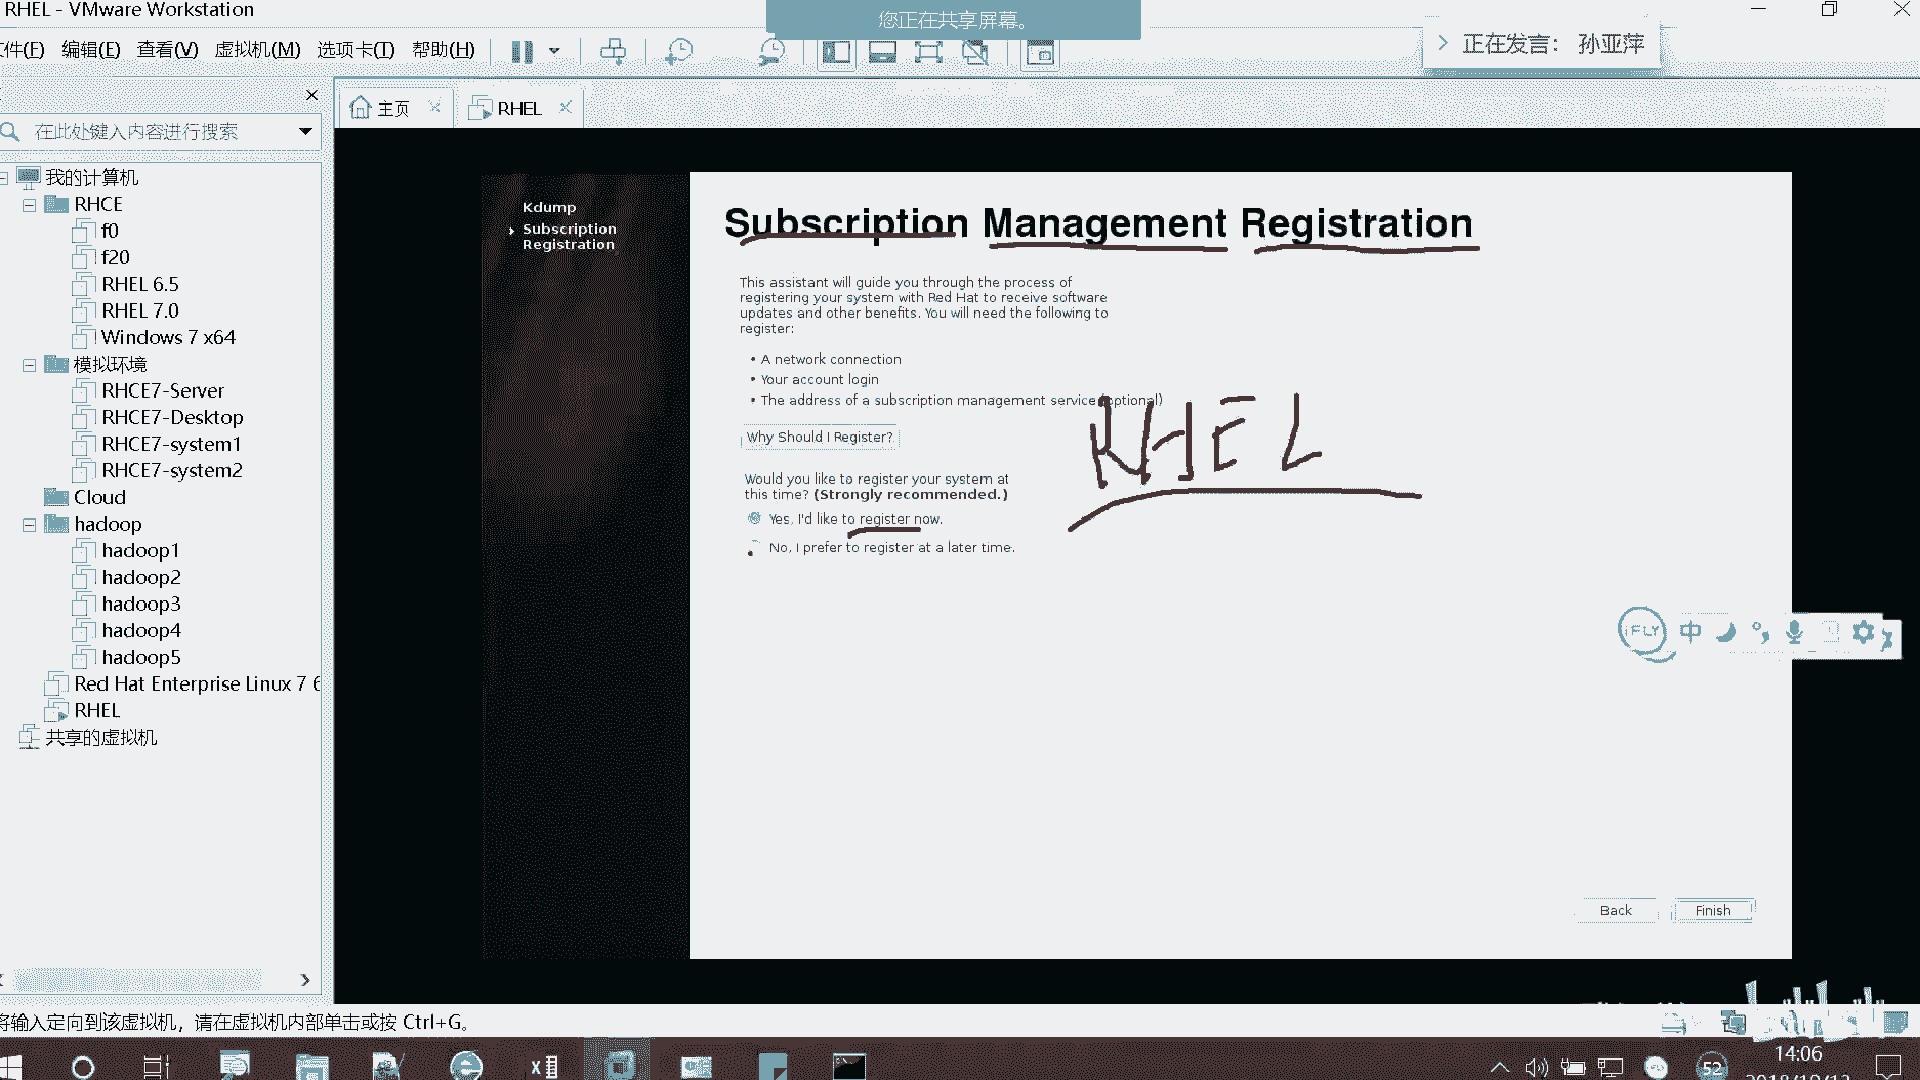 RHEL - VMware Workstation
您正在共享屏幕。
件(F) 编辑(E) 查看(V) 虚拟机(M) 选项卡(T) 帮助(H)
正在发言: 孙亚萍
在此处键入内容进行搜索
主页
RHEL
我的计算机
RHCE
f0
f20
RHEL 6.5
RHEL 7.0
Windows 7 x64
模拟环境
RHCE7-Server
RHCE7-Desktop
RHCE7-system1
RHCE7-system2
Cloud
hadoop
hadoop1
hadoop2
hadoop3
hadoop4
hadoop5
Red Hat Enterprise Linux 7 6
RHEL
共享的虚拟机
Kdump
Subscription
Registration
Subscription Management Registration
This assistant will guide you through the process of
registering your system with Red Hat to receive software
updates and other benefits. You will need the following to
register:
• A network connection
• Your account login
• The address of a subscription management service (optional)
RHEL
Why Should I Register?
Would you like to register your system at
this time? (Strongly recommended.)
Yes, I'd like to register now.
No, I prefer to register at a later time.
iFLY 中
Back
Finish
将输入定向到该虚拟机，请在虚拟机内部单击或按 Ctrl+G。
52
14:06